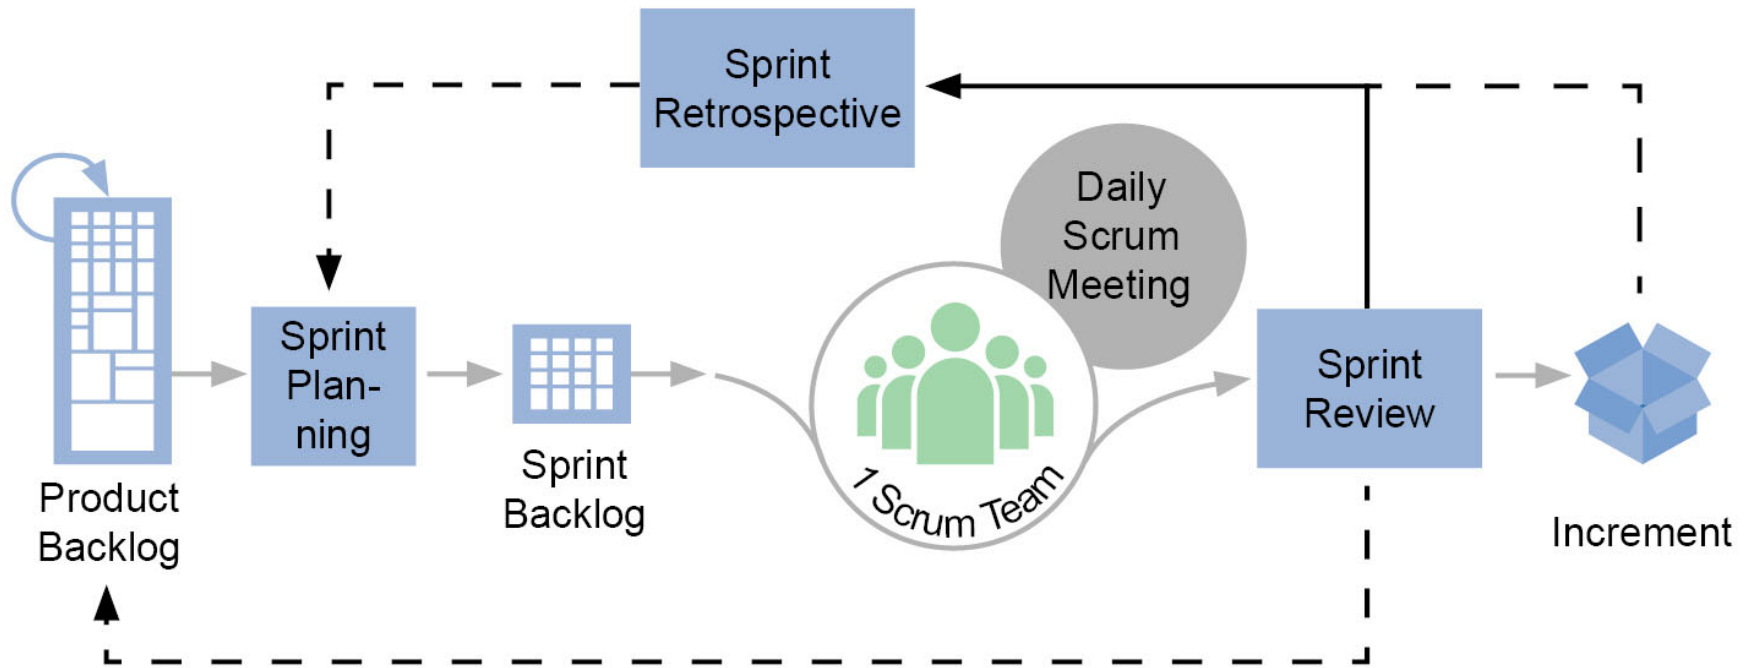 Sprint
Retrospective
Daily
Scrum
Meeting
Sprint
Plan-
ning
Sprint
Review
1 Scrum Team
Sprint
Backlog
Product
Backlog
Increment